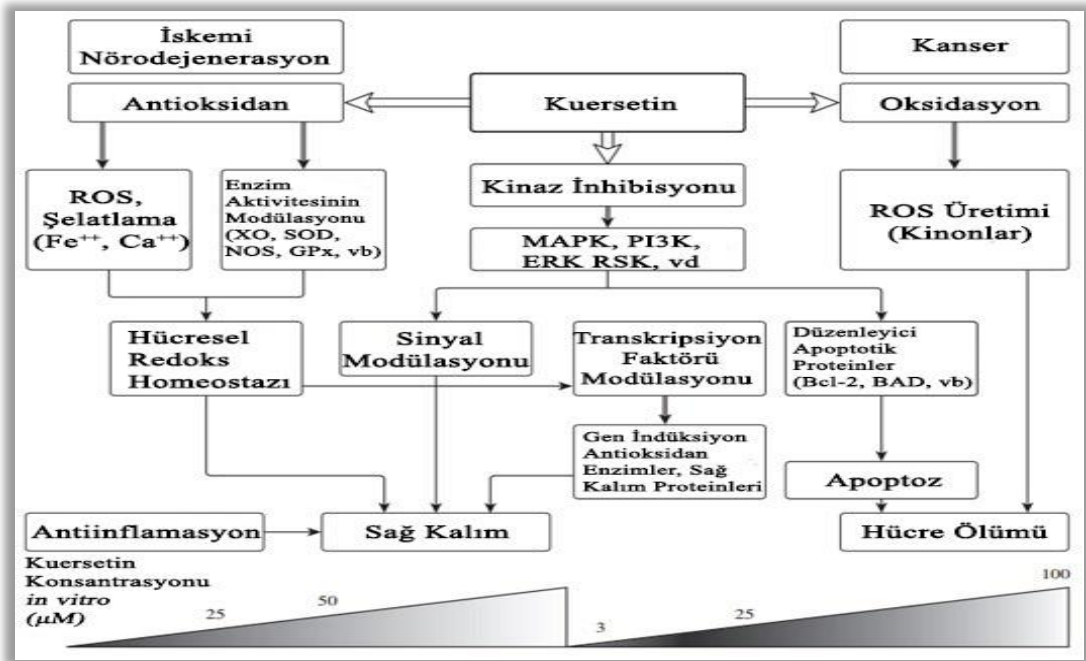 İskemi
Nörodejenerasyon
Kanser
Antioksidan
Kuersetin
Oksidasyon
ROS,
Şelatlama
(Fe⁺⁺, Ca⁺⁺)
Enzim
Aktivitesinin
Modülasyonu
(XO, SOD,
NOS, GPx, vb)
Kinaz İnhibisyonu
ROS Üretimi
(Kinonlar)
MAPK, PI3K,
ERK RSK, vd
Hücresel
Redoks
Homeostazı
Sinyal
Modülasyonu
Transkripsiyon
Faktörü
Modülasyonu
Düzenleyici
Apoptotik
Proteinler
(Bcl-2, BAD, vb)
Gen İndüksiyon
Antioksidan
Enzimler, Sağ
Kalım Proteinleri
Apoptoz
Antiinflamasyon
Sağ Kalım
Hücre Ölümü
Kuersetin
Konsantrasyonu
in vitro
(µM)
25
50
3
25
100